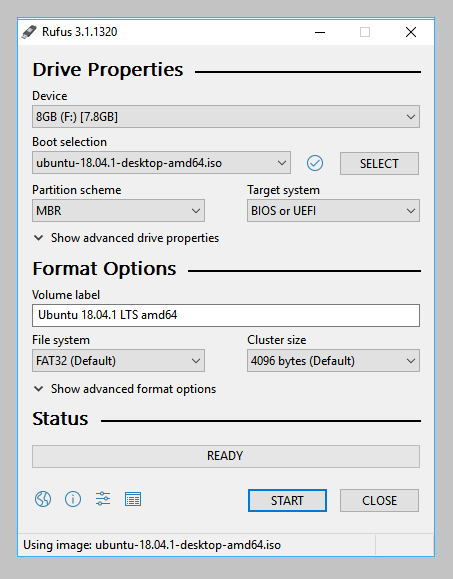 Rufus 3.1.1320
Drive Properties
Device
8GB (F:) [7.8GB]
Boot selection
ubuntu-18.04.1-desktop-amd64.iso
SELECT
Partition scheme
Target system
MBR
BIOS or UEFI
Show advanced drive properties
Format Options
Volume label
Ubuntu 18.04.1 LTS amd64
File system
Cluster size
FAT32 (Default)
4096 bytes (Default)
Show advanced format options
Status
READY
START
CLOSE
Using image: ubuntu-18.04.1-desktop-amd64.iso